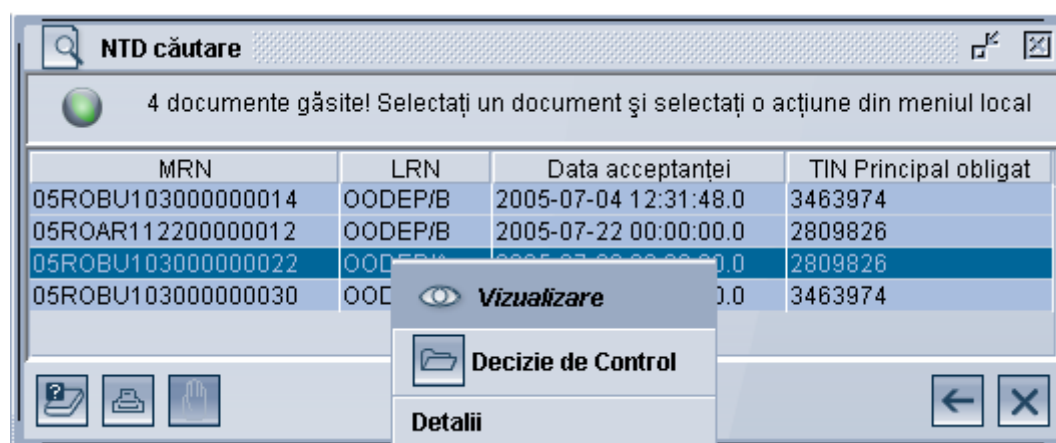 NTD căutare
4 documente găsite! Selectați un document şi selectați o acțiune din meniul local
MRN LRN Data acceptanței TIN Principal obligat
05ROBU103000000014 OODEP/B 2005-07-04 12:31:48.0 3463974
05ROAR112200000012 OODEP/B 2005-07-22 00:00:00.0 2809826
05ROBU103000000022 2809826
05ROBU103000000030 3463974
Vizualizare
Decizie de Control
Detalii